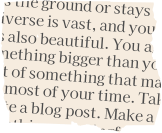 the ground or stays
iverse is vast, and you
s also beautiful. You a
mething bigger than yo
t of something that ma
most of your time. Tak
e a blog post. Make a